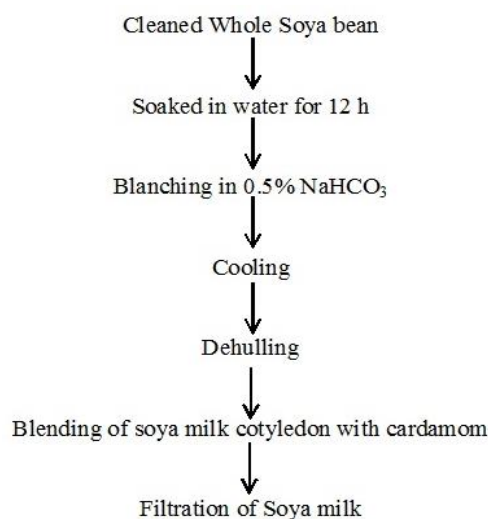 Cleaned Whole Soya bean
Soaked in water for 12 h
Blanching in 0.5% NaHCO₃
Cooling
Dehulling
Blending of soya milk cotyledon with cardamom
Filtration of Soya milk